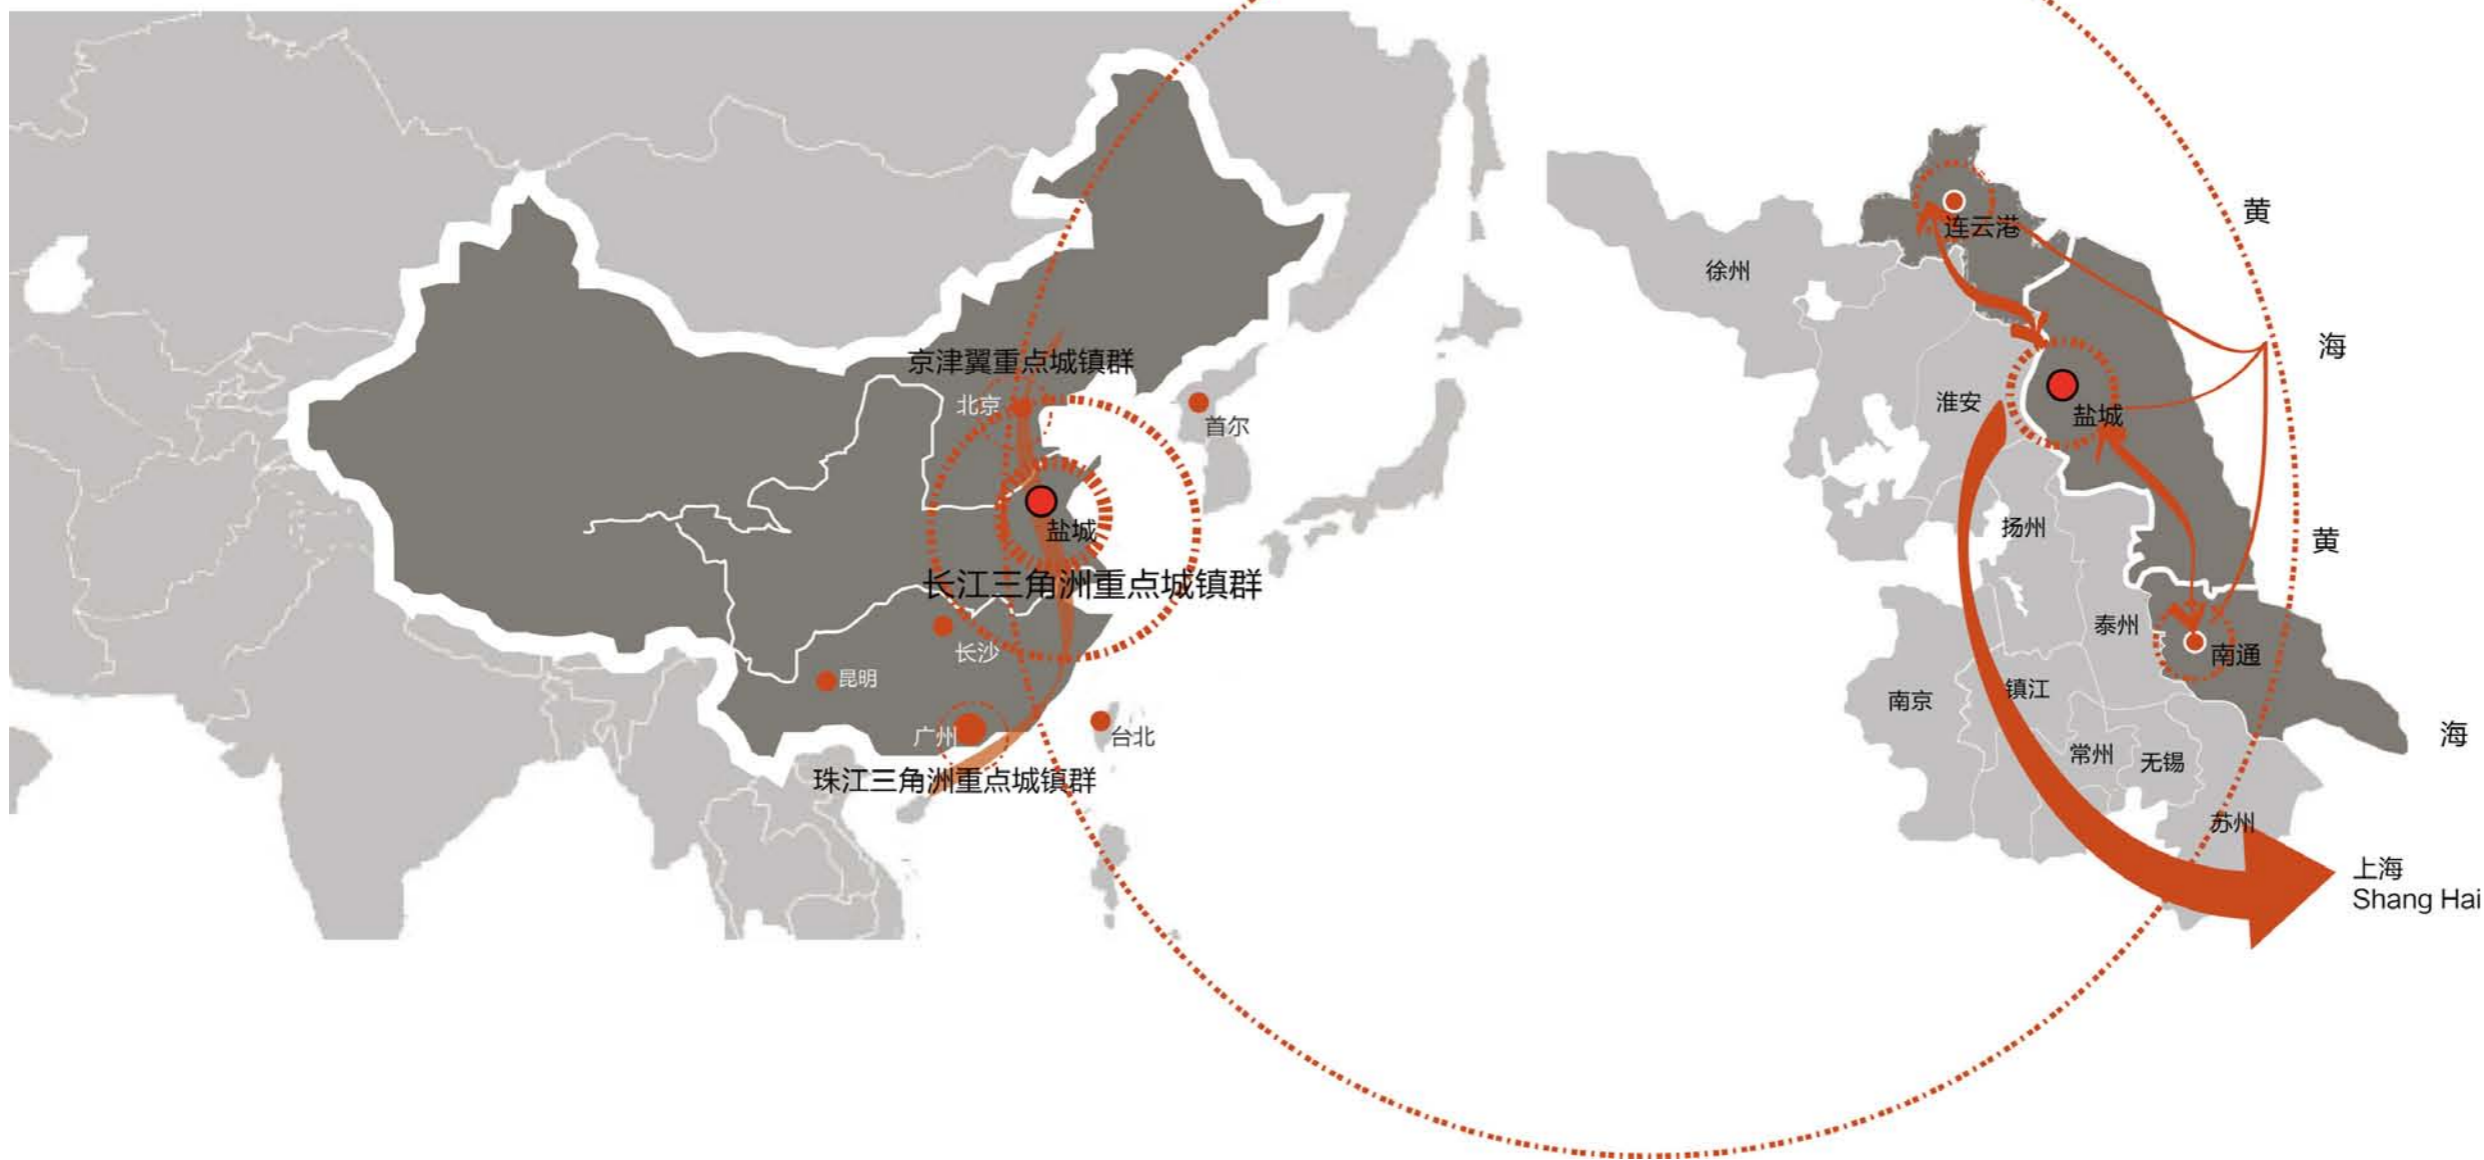 京津翼重点城镇群
北京
首尔
盐城
长江三角洲重点城镇群
长沙
昆明
广州
台北
珠江三角洲重点城镇群
黄
海
连云港
徐州
淮安
盐城
扬州
黄
泰州
南通
南京
镇江
海
常州
无锡
苏州
上海
Shang Hai